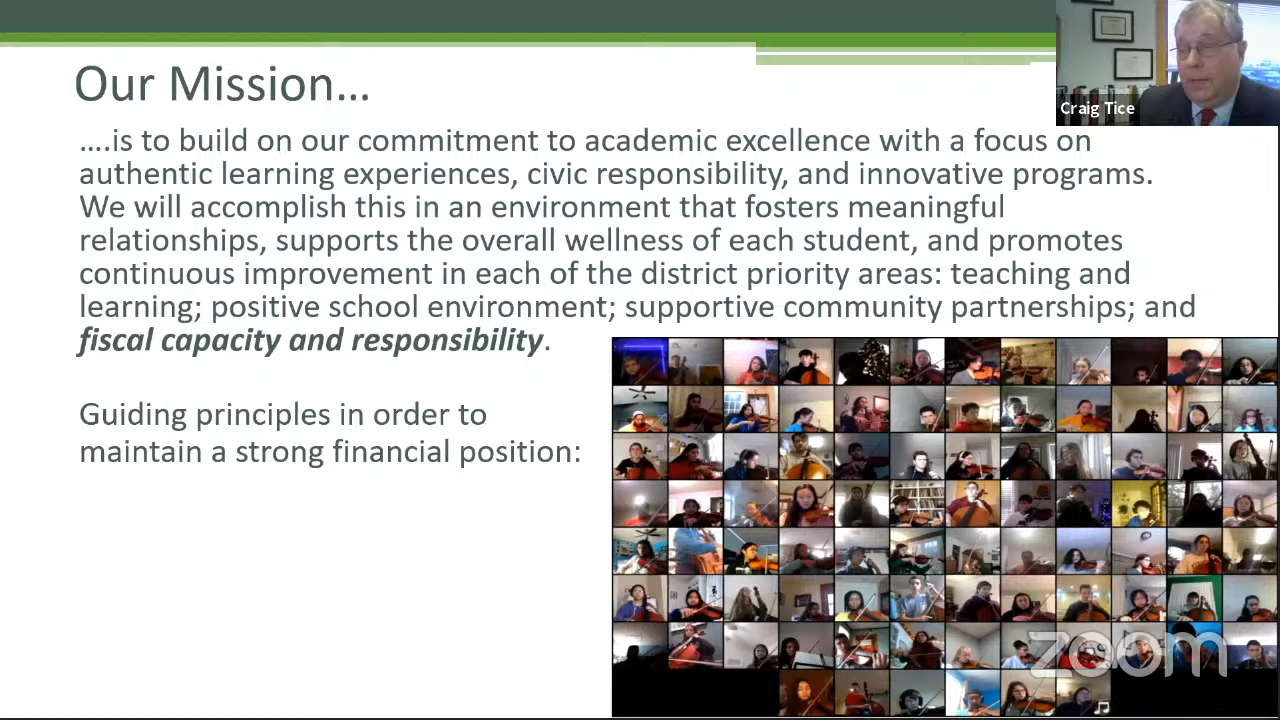 Our Mission…
Craig Tice
….is to build on our commitment to academic excellence with a focus on
authentic learning experiences, civic responsibility, and innovative programs.
We will accomplish this in an environment that fosters meaningful
relationships, supports the overall wellness of each student, and promotes
continuous improvement in each of the district priority areas: teaching and
learning; positive school environment; supportive community partnerships; and
fiscal capacity and responsibility.
Guiding principles in order to
maintain a strong financial position:
zoom